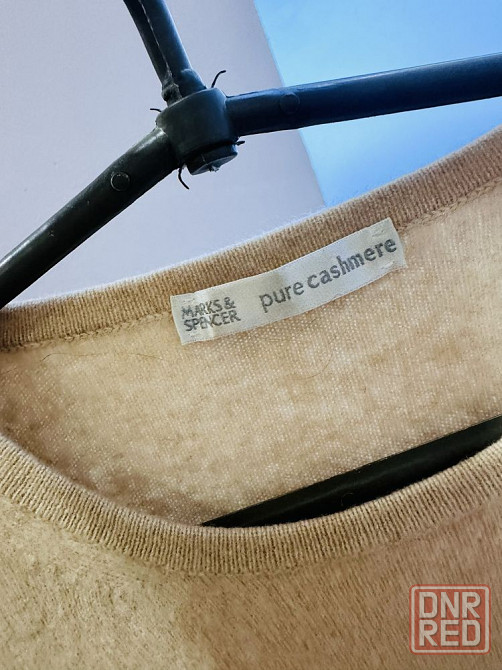 MARKS &
SPENCER
pure cashmere
DNR
RED